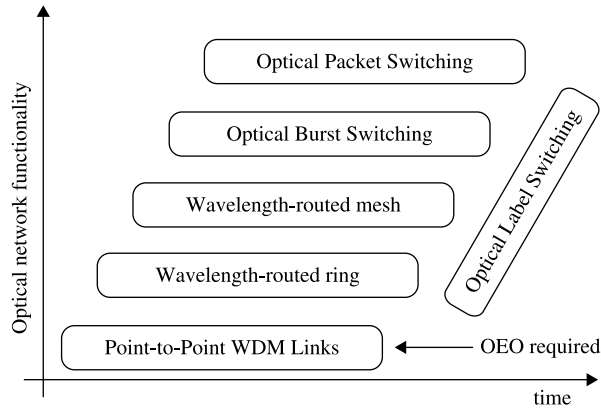 Optical Packet Switching
Optical Burst Switching
Wavelength-routed mesh
Wavelength-routed ring
Point-to-Point WDM Links
Optical Label Switching
OEO required
Optical network functionality
time